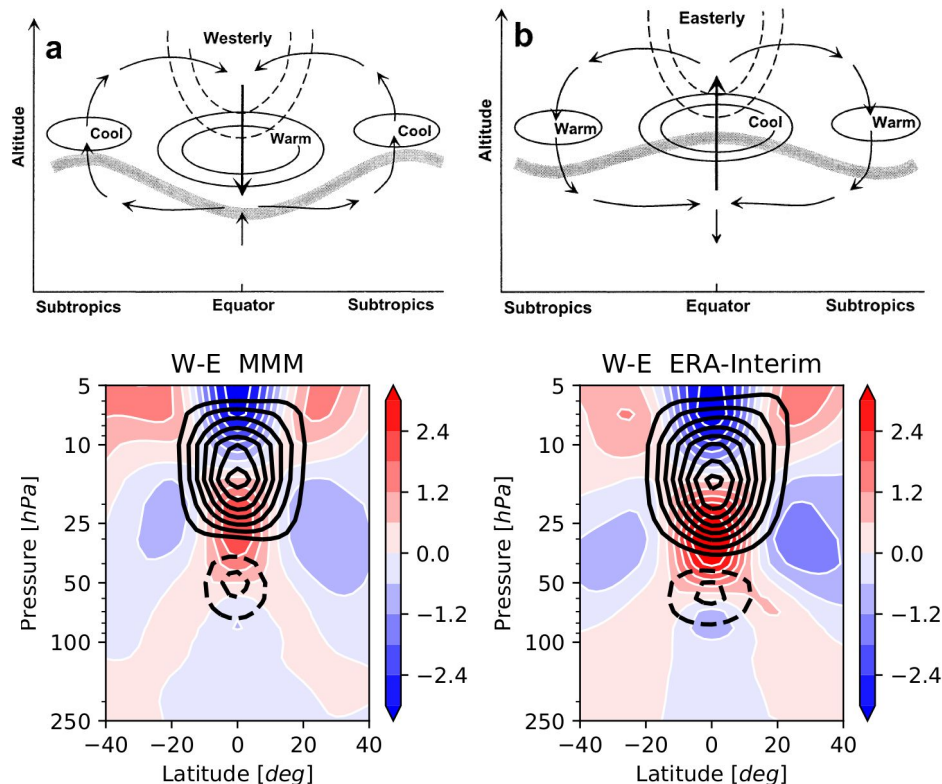 a
Westerly
Altitude
Cool
Warm
Cool
Subtropics
Equator
Subtropics
b
Easterly
Altitude
Warm
Cool
Warm
Subtropics
Equator
Subtropics
W-E MMM
Pressure [hPa]
5
10
25
50
100
250
−40
−20
0
20
40
Latitude [deg]
2.4
1.2
0.0
−1.2
−2.4
W-E ERA-Interim
Pressure [hPa]
5
10
25
50
100
250
−40
−20
0
20
40
Latitude [deg]
2.4
1.2
0.0
−1.2
−2.4